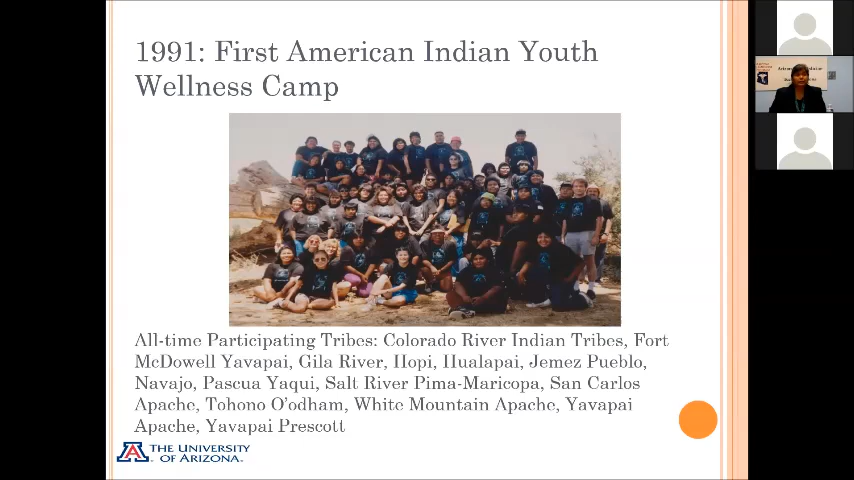 1991: First American Indian Youth
Wellness Camp
All-time Participating Tribes: Colorado River Indian Tribes, Fort
McDowell Yavapai, Gila River, Hopi, Hualapai, Jemez Pueblo,
Navajo, Pascua Yaqui, Salt River Pima-Maricopa, San Carlos
Apache, Tohono O'odham, White Mountain Apache, Yavapai
Apache, Yavapai Prescott
THE UNIVERSITY
OF ARIZONA